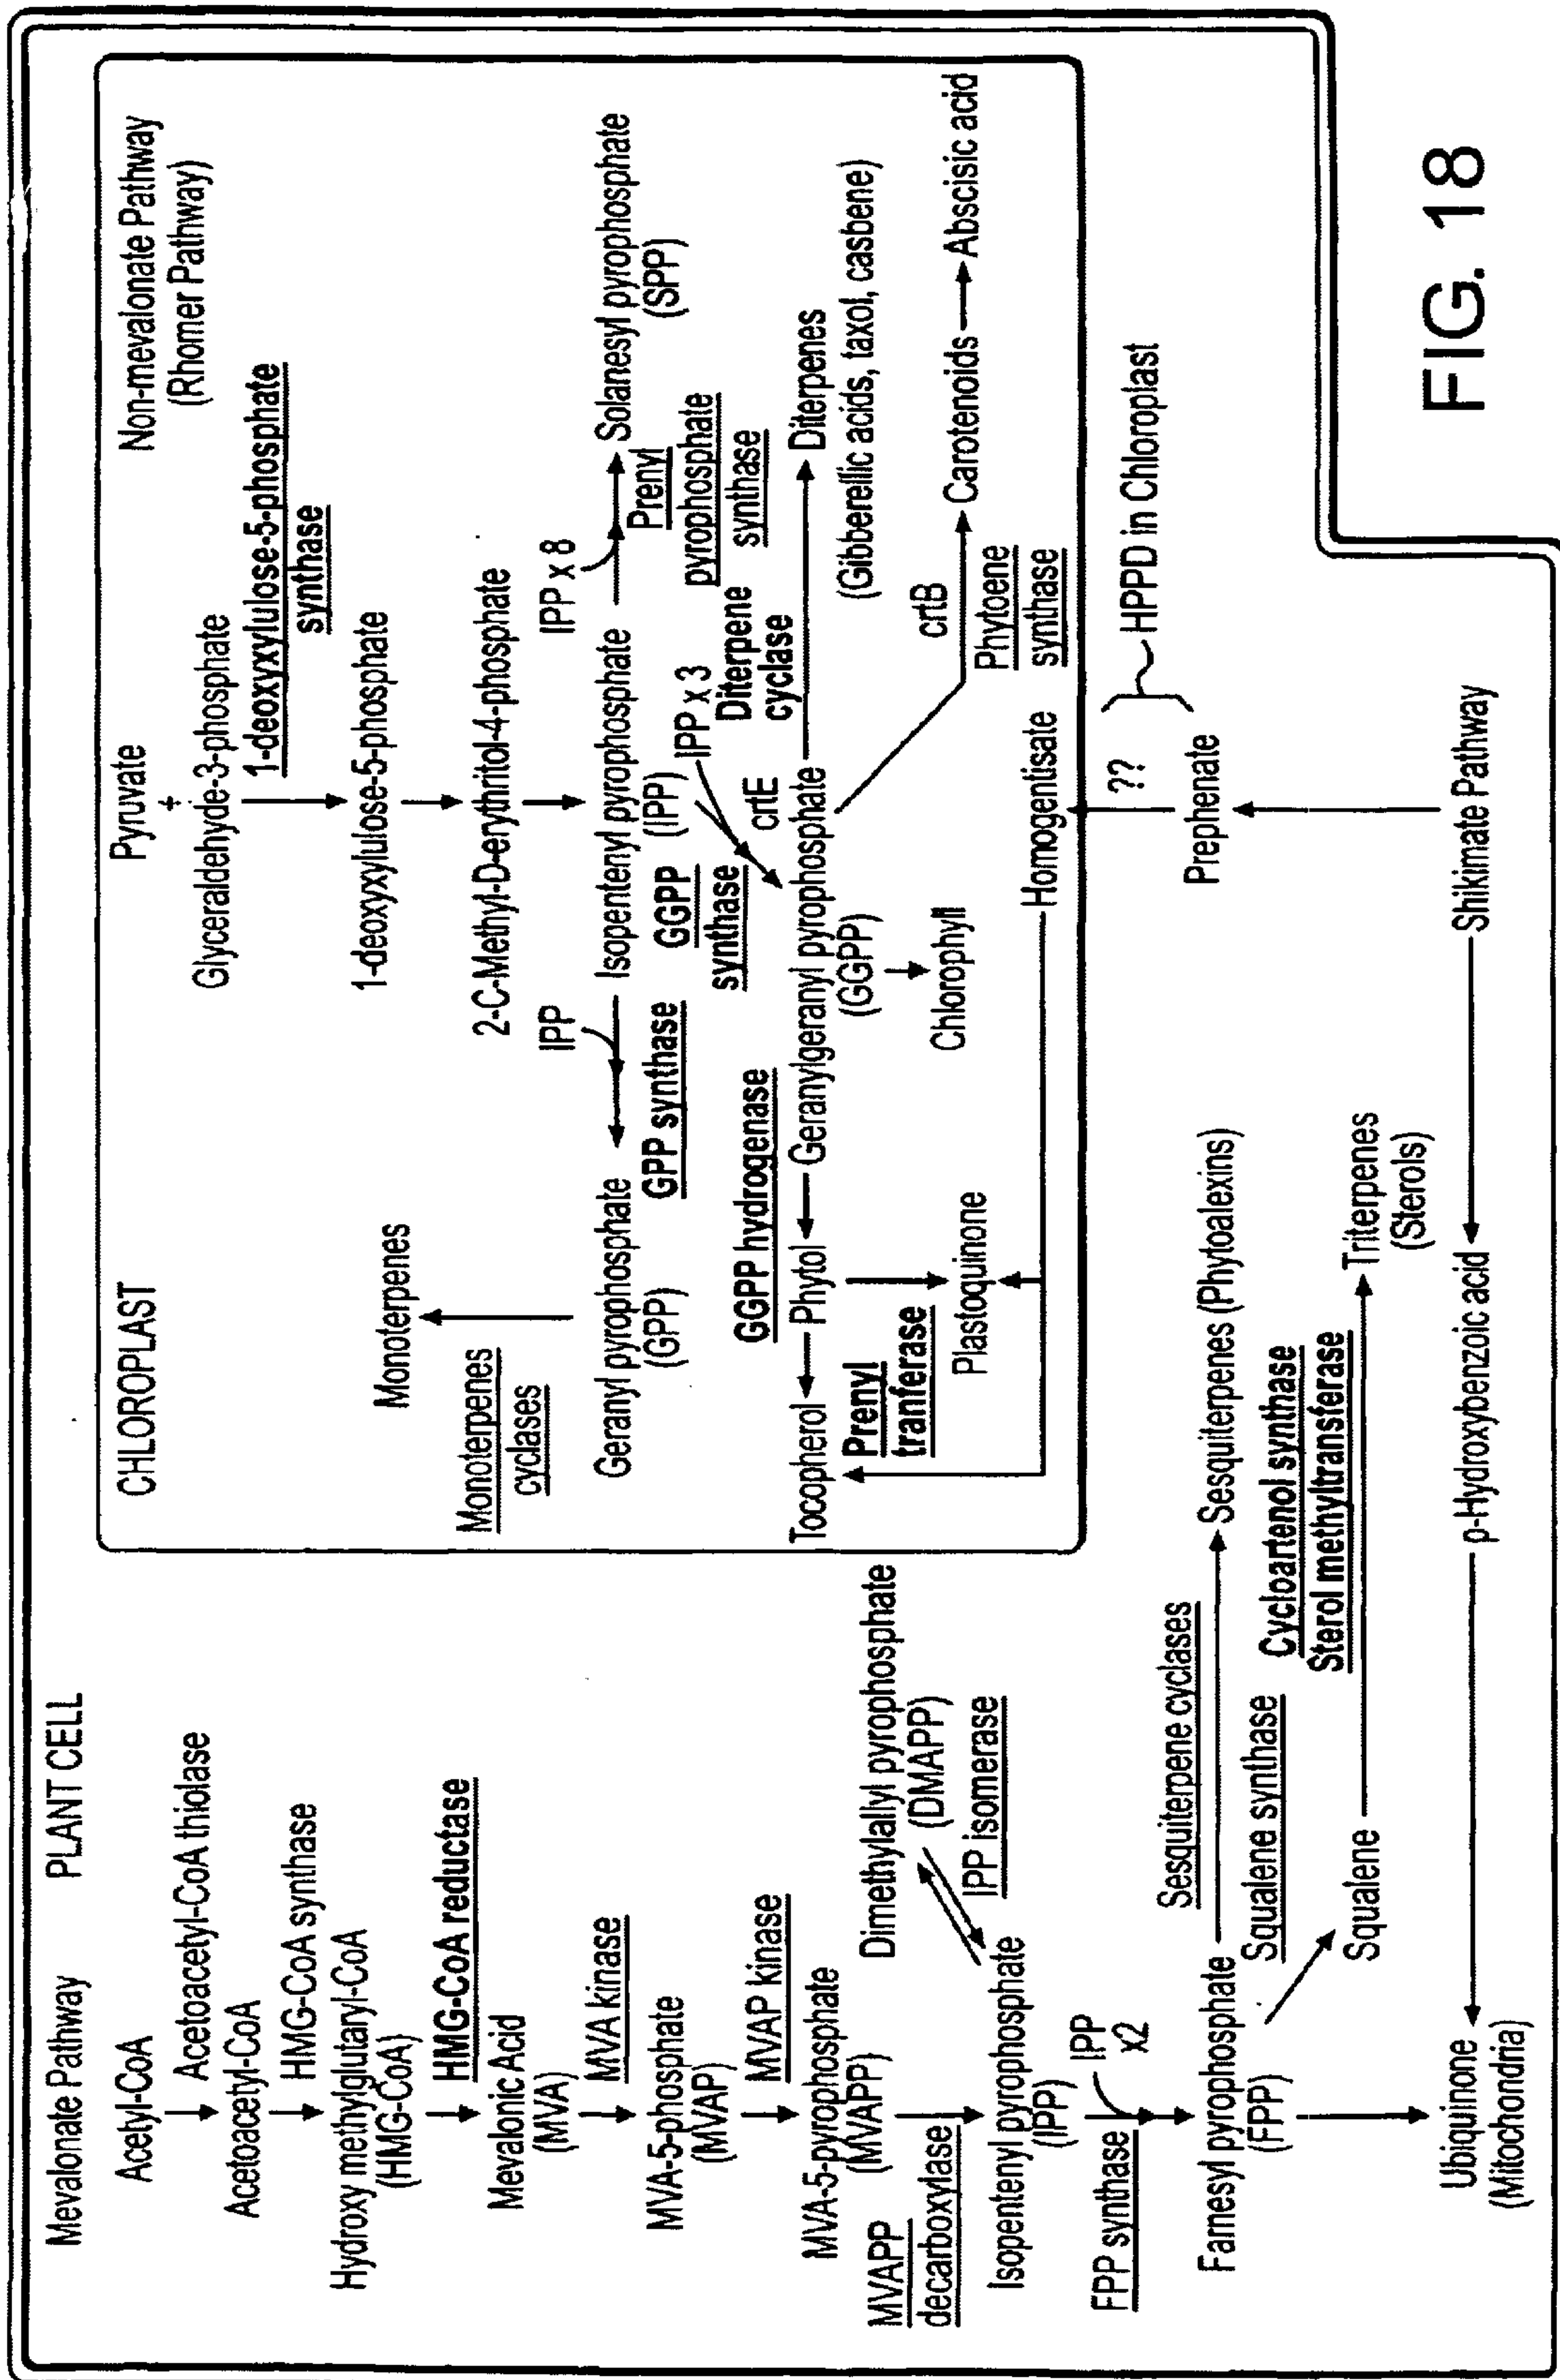 Mevalonate Pathway
PLANT CELL
Acetyl-CoA
Acetoacetyl-CoA thiolase
Acetoacetyl-CoA
HMG-CoA synthase
Hydroxy methylglutaryl-CoA
(HMG-CoA)
HMG-CoA reductase
Mevalonic Acid
(MVA)
MVA kinase
MVA-5-phosphate
(MVAP)
MVAP kinase
MVA-5-pyrophosphate
(MVAPP)
MVAPP
decarboxylase
Dimethylallyl pyrophosphate
(DMAPP)
IPP isomerase
Isopentenyl pyrophosphate
(IPP)
FPP synthase
IPP
x2
Farnesyl pyrophosphate
(FPP)
Sesquiterpene cyclases
Sesquiterpenes (Phytoalexins)
Squalene synthase
Squalene
Cycloartenol synthase
Sterol methyltransferase
Triterpenes
(Sterols)
Ubiquinone
(Mitochondria)
p-Hydroxybenzoic acid
Shikimate Pathway
Prephenate
??
HPPD in Chloroplast
CHLOROPLAST
Non-mevalonate Pathway
(Rhomer Pathway)
Pyruvate
+
Glyceraldehyde-3-phosphate
1-deoxyxylulose-5-phosphate
synthase
1-deoxyxylulose-5-phosphate
2-C-Methyl-D-erythritol-4-phosphate
Monoterpenes
Monoterpenes
cyclases
Geranyl pyrophosphate
(GPP)
IPP
GPP synthase
Isopentenyl pyrophosphate
(IPP)
IPP x 8
Solanesyl pyrophosphate
(SPP)
Prenyl
pyrophosphate
synthase
GGPP
synthase
IPP x 3
crtE
Diterpene
cyclase
GGPP hydrogenase
Tocopherol
Phytol
Geranylgeranyl pyrophosphate
(GGPP)
Diterpenes
(Gibberellic acids, taxol, casbene)
Prenyl
tranferase
Plastoquinone
Chlorophyll
crtB
Phytoene
synthase
Carotenoids
Abscisic acid
Homogentisate
FIG. 18